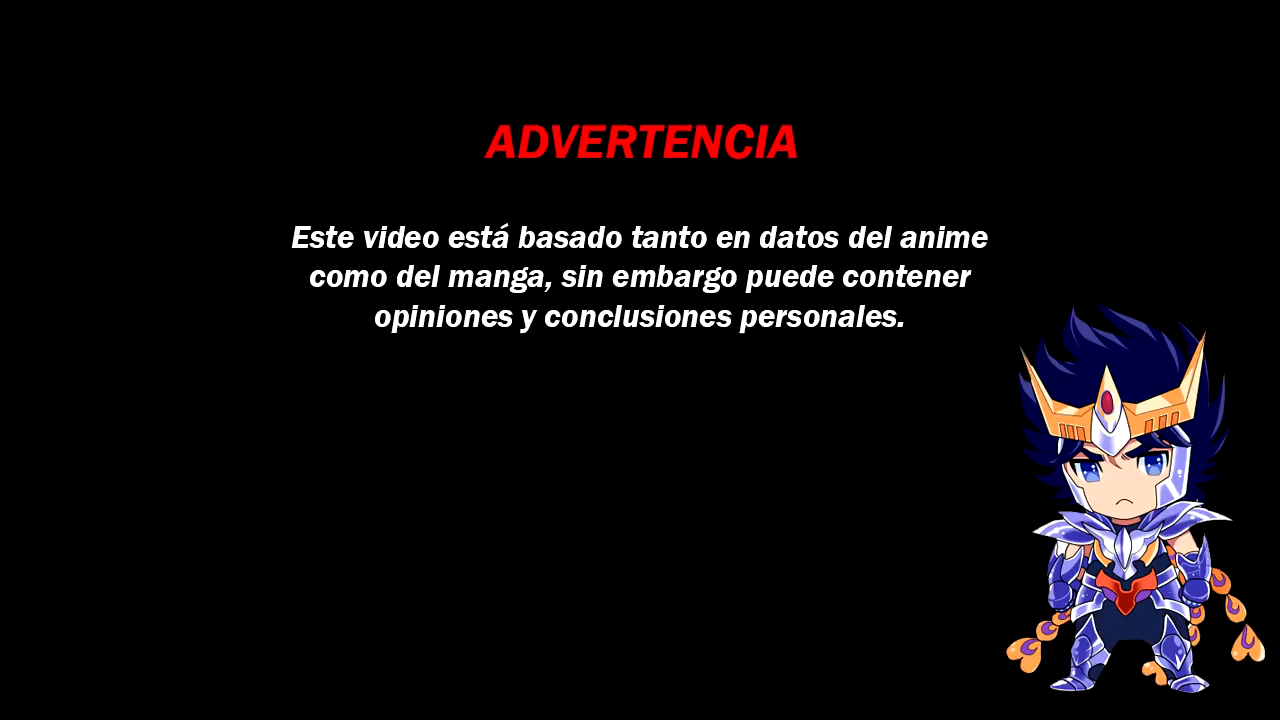 ADVERTENCIA
Este video está basado tanto en datos del anime
como del manga, sin embargo puede contener
opiniones y conclusiones personales.